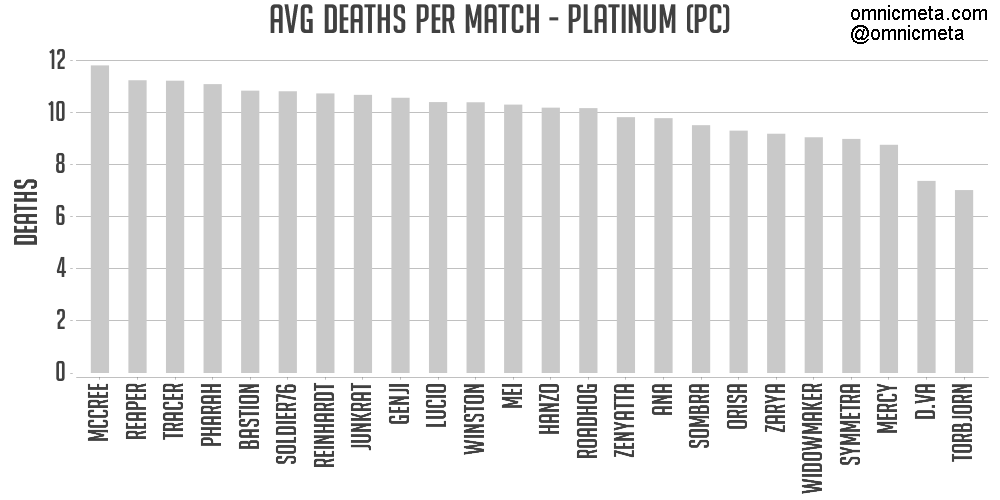 AVG DEATHS PER MATCH - PLATINUM (PC)
omnicmeta.com
@omnicmeta
DEATHS
12
10
8
6
4
2
0
MCREE
REAPER
TRACER
PHARAH
BASTION
SOLDIER76
REINHARDT
JUNKRAT
GENJI
LUCIO
WINSTON
MEI
HANZO
ROADHOG
ZENYATTA
ANA
SOMBRA
ORISA
ZARYA
WIDOWMAKER
SYMMETRA
MERCY
D.VA
TORBJORN